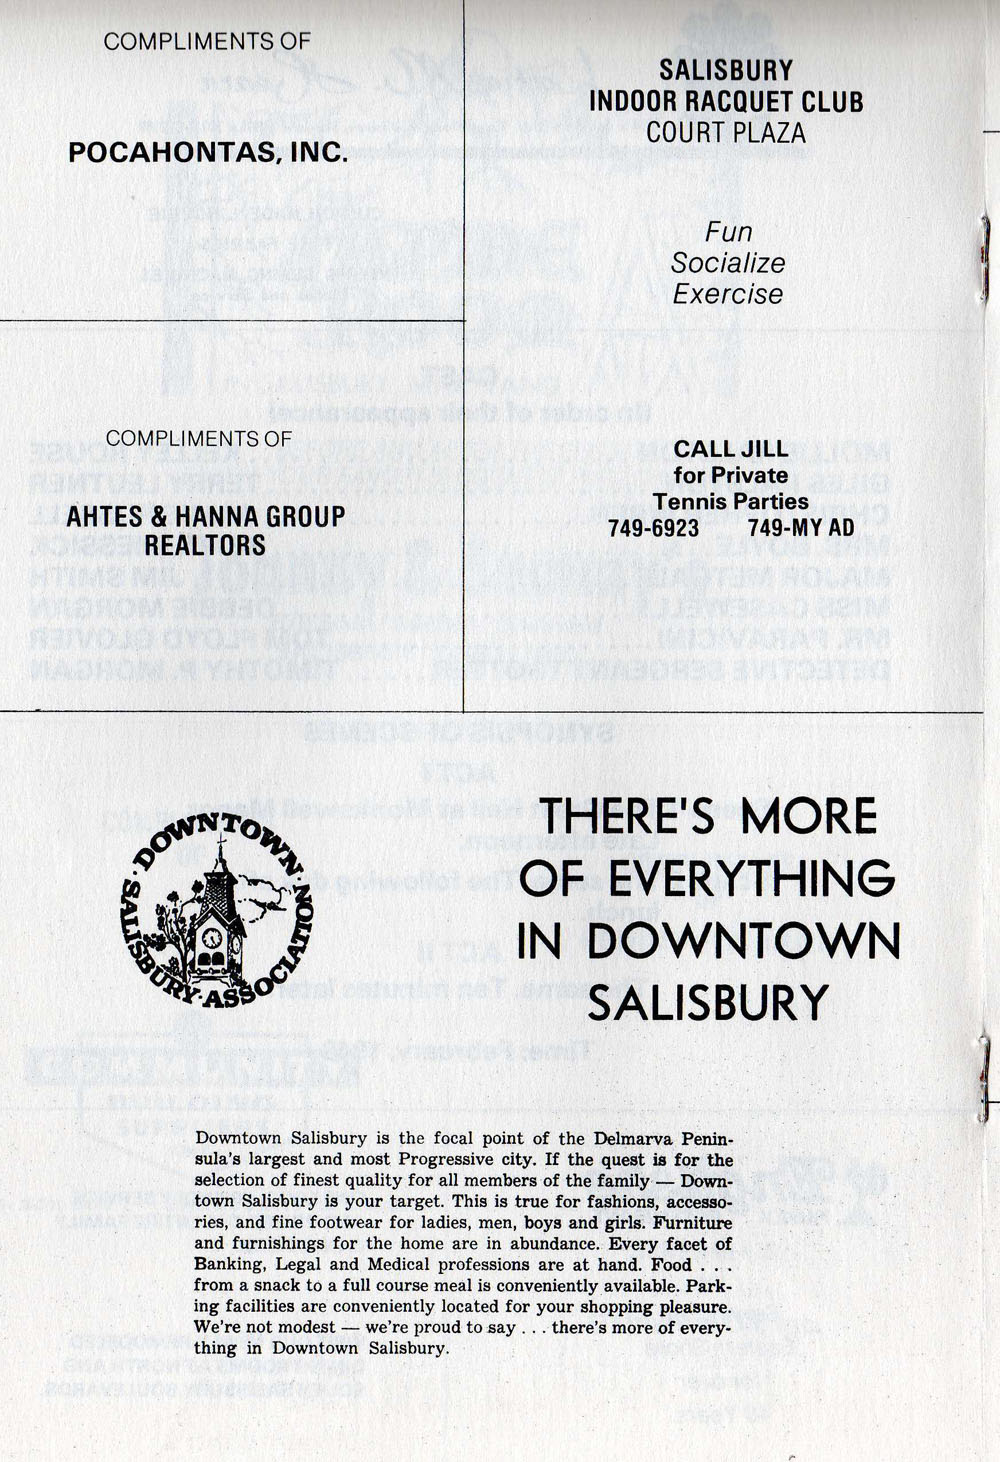 COMPLIMENTS OF
POCAHONTAS, INC.
SALISBURY
INDOOR RACQUET CLUB
COURT PLAZA
Fun
Socialize
Exercise
CALL JILL
for Private
Tennis Parties
749-6923 749-MY AD
COMPLIMENTS OF
AHTES & HANNA GROUP
REALTORS
· DOWNTOWN · SALISBURY · ASSOCIATION
THERE'S MORE
OF EVERYTHING
IN DOWNTOWN
SALISBURY
Downtown Salisbury is the focal point of the Delmarva Penin-
sula's largest and most Progressive city. If the quest is for the
selection of finest quality for all members of the family — Down-
town Salisbury is your target. This is true for fashions, accesso-
ries, and fine footwear for ladies, men, boys and girls. Furniture
and furnishings for the home are in abundance. Every facet of
Banking, Legal and Medical professions are at hand. Food . . .
from a snack to a full course meal is conveniently available. Park-
ing facilities are conveniently located for your shopping pleasure.
We're not modest — we're proud to say . . . there's more of every-
thing in Downtown Salisbury.